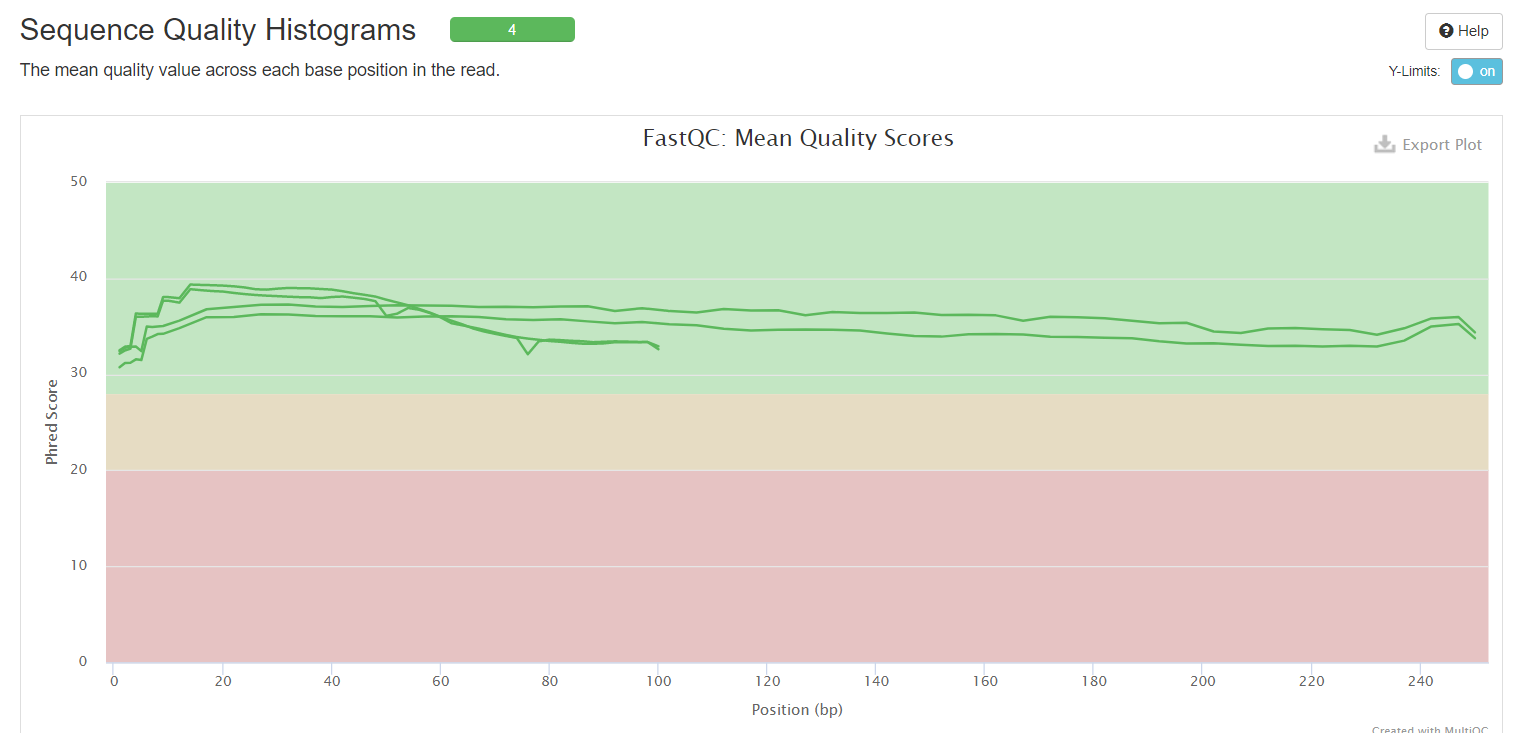 Sequence Quality Histograms 4
Help
The mean quality value across each base position in the read.
Y-Limits: on
FastQC: Mean Quality Scores
Export Plot
50
40
30
20
10
0
Phred Score
0 20 40 60 80 100 120 140 160 180 200 220 240
Position (bp)
Created with MultiQC